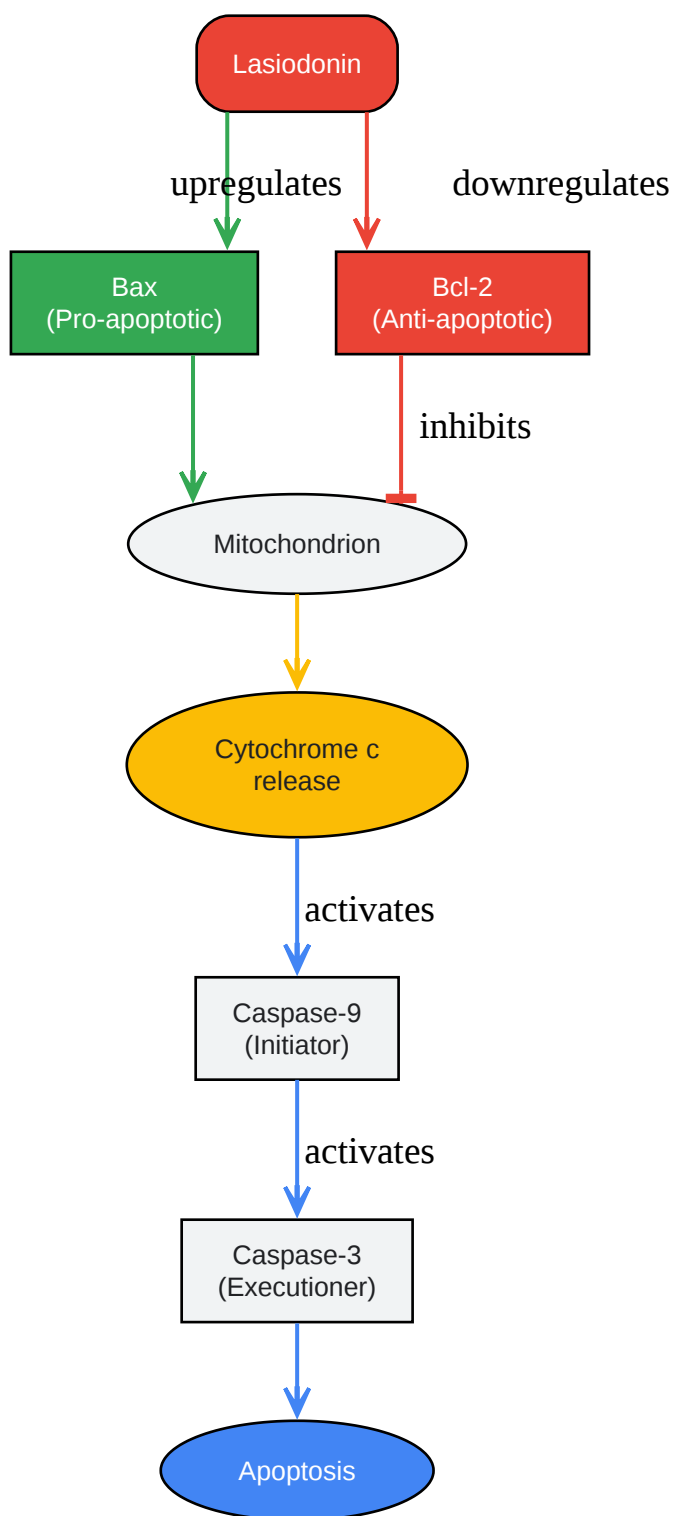 Lasiodonin
upregulates
downregulates
Bax
(Pro-apoptotic)
Bcl-2
(Anti-apoptotic)
inhibits
Mitochondrion
Cytochrome c
release
activates
Caspase-9
(Initiator)
activates
Caspase-3
(Executioner)
Apoptosis